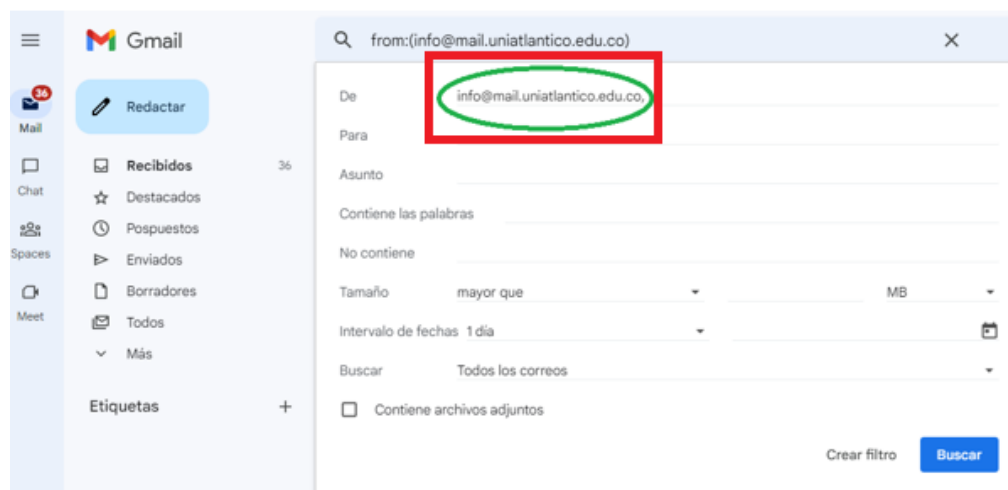 Gmail
from:(info@mail.uniatlantico.edu.co)
36
Mail
Redactar
De info@mail.uniatlantico.edu.co,
Para
Chat
Recibidos 36
Asunto
Destacados
Contiene las palabras
Spaces
Pospuestos
No contiene
Enviados
Meet
Borradores
Tamaño mayor que MB
Todos
Intervalo de fechas 1 día
Más
Buscar Todos los correos
Etiquetas +
Contiene archivos adjuntos
Crear filtro Buscar